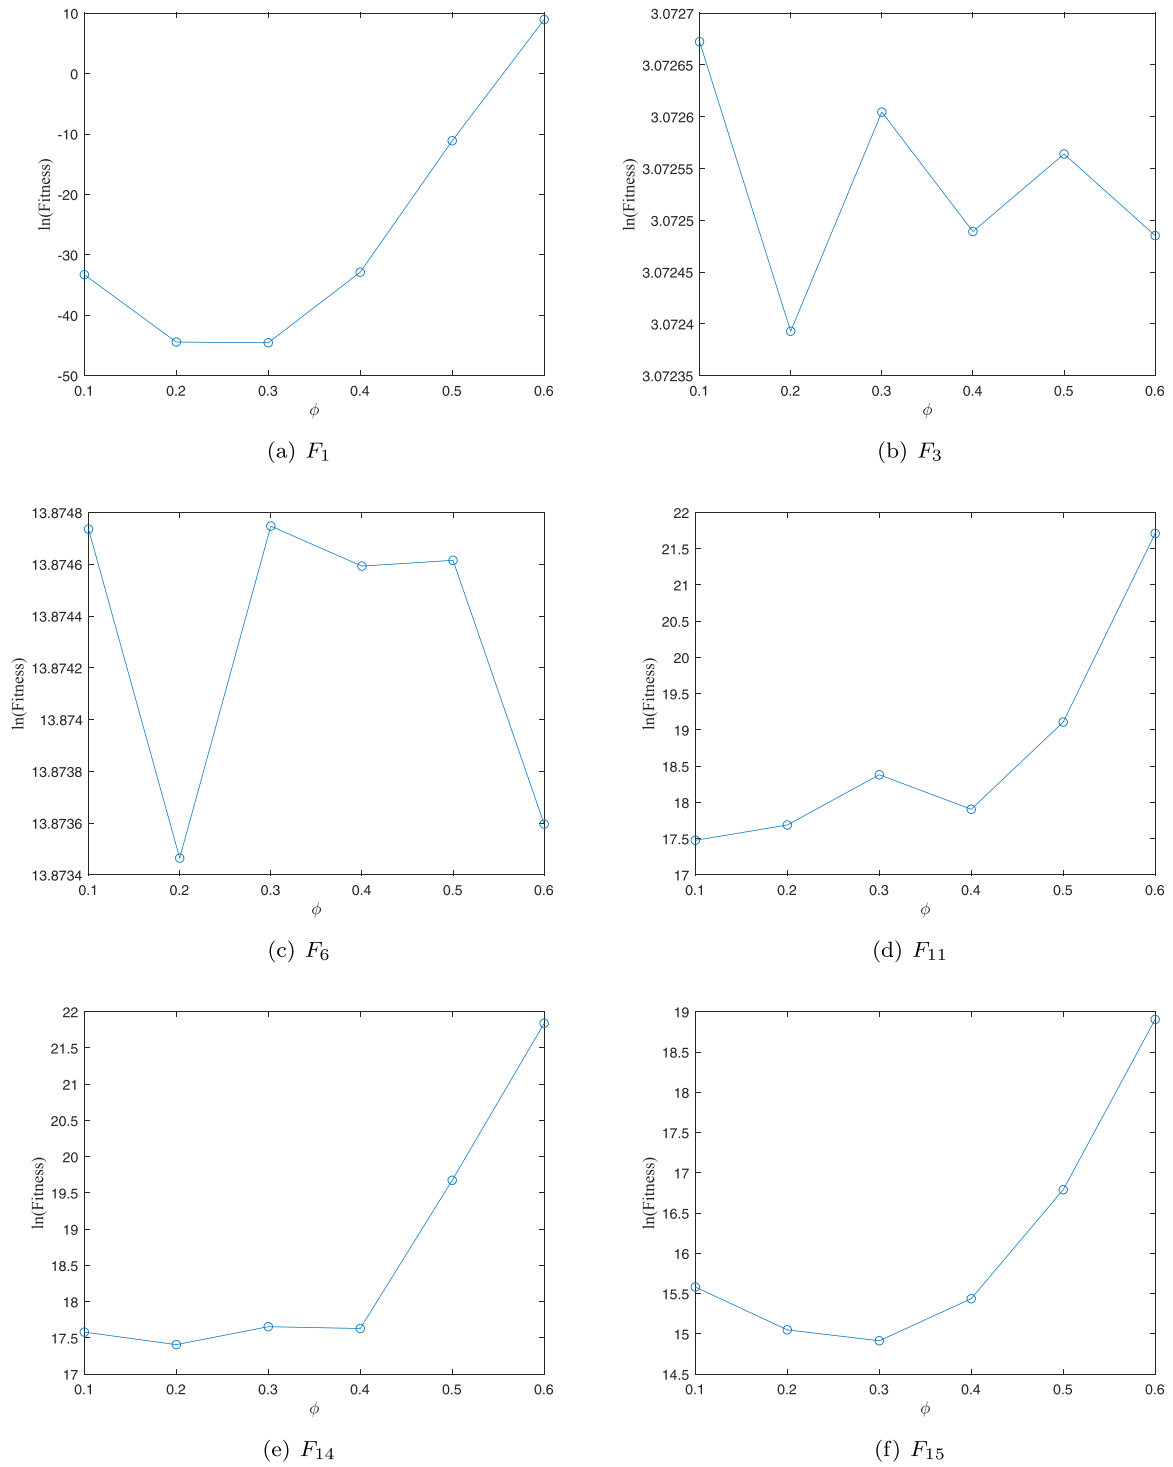 10
0
-10
-20
-30
-40
-50
ln(Fitness)
0.1 0.2 0.3 0.4 0.5 0.6
ϕ
(a) F1
3.0727
3.07265
3.0726
3.07255
3.0725
3.07245
3.0724
3.07235
ln(Fitness)
0.1 0.2 0.3 0.4 0.5 0.6
ϕ
(b) F3
13.8748
13.8746
13.8744
13.8742
13.874
13.8738
13.8736
13.8734
ln(Fitness)
0.1 0.2 0.3 0.4 0.5 0.6
ϕ
(c) F6
22
21.5
21
20.5
20
19.5
19
18.5
18
17.5
17
ln(Fitness)
0.1 0.2 0.3 0.4 0.5 0.6
ϕ
(d) F11
22
21.5
21
20.5
20
19.5
19
18.5
18
17.5
17
ln(Fitness)
0.1 0.2 0.3 0.4 0.5 0.6
ϕ
(e) F14
19
18.5
18
17.5
17
16.5
16
15.5
15
14.5
ln(Fitness)
0.1 0.2 0.3 0.4 0.5 0.6
ϕ
(f) F15